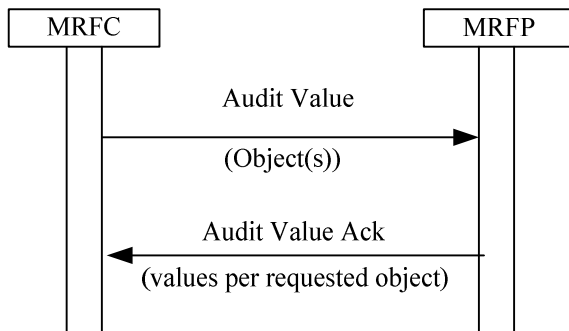 MRFC
MRFP
Audit Value
(Object(s))
Audit Value Ack
(values per requested object)